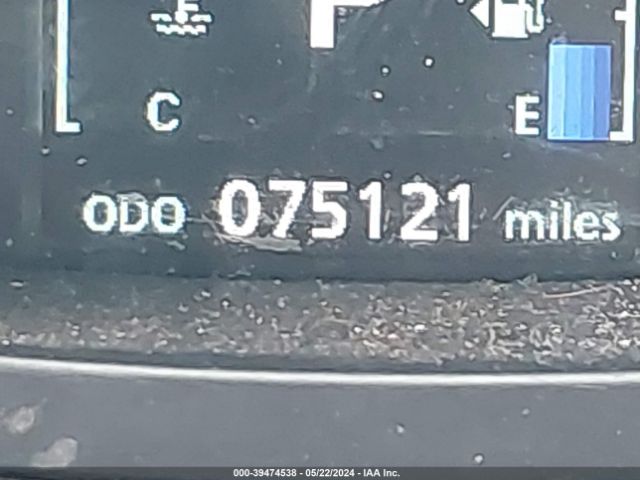 P
C E
ODO 075121 miles
000-39474538 - 05/22/2024 - IAA Inc.